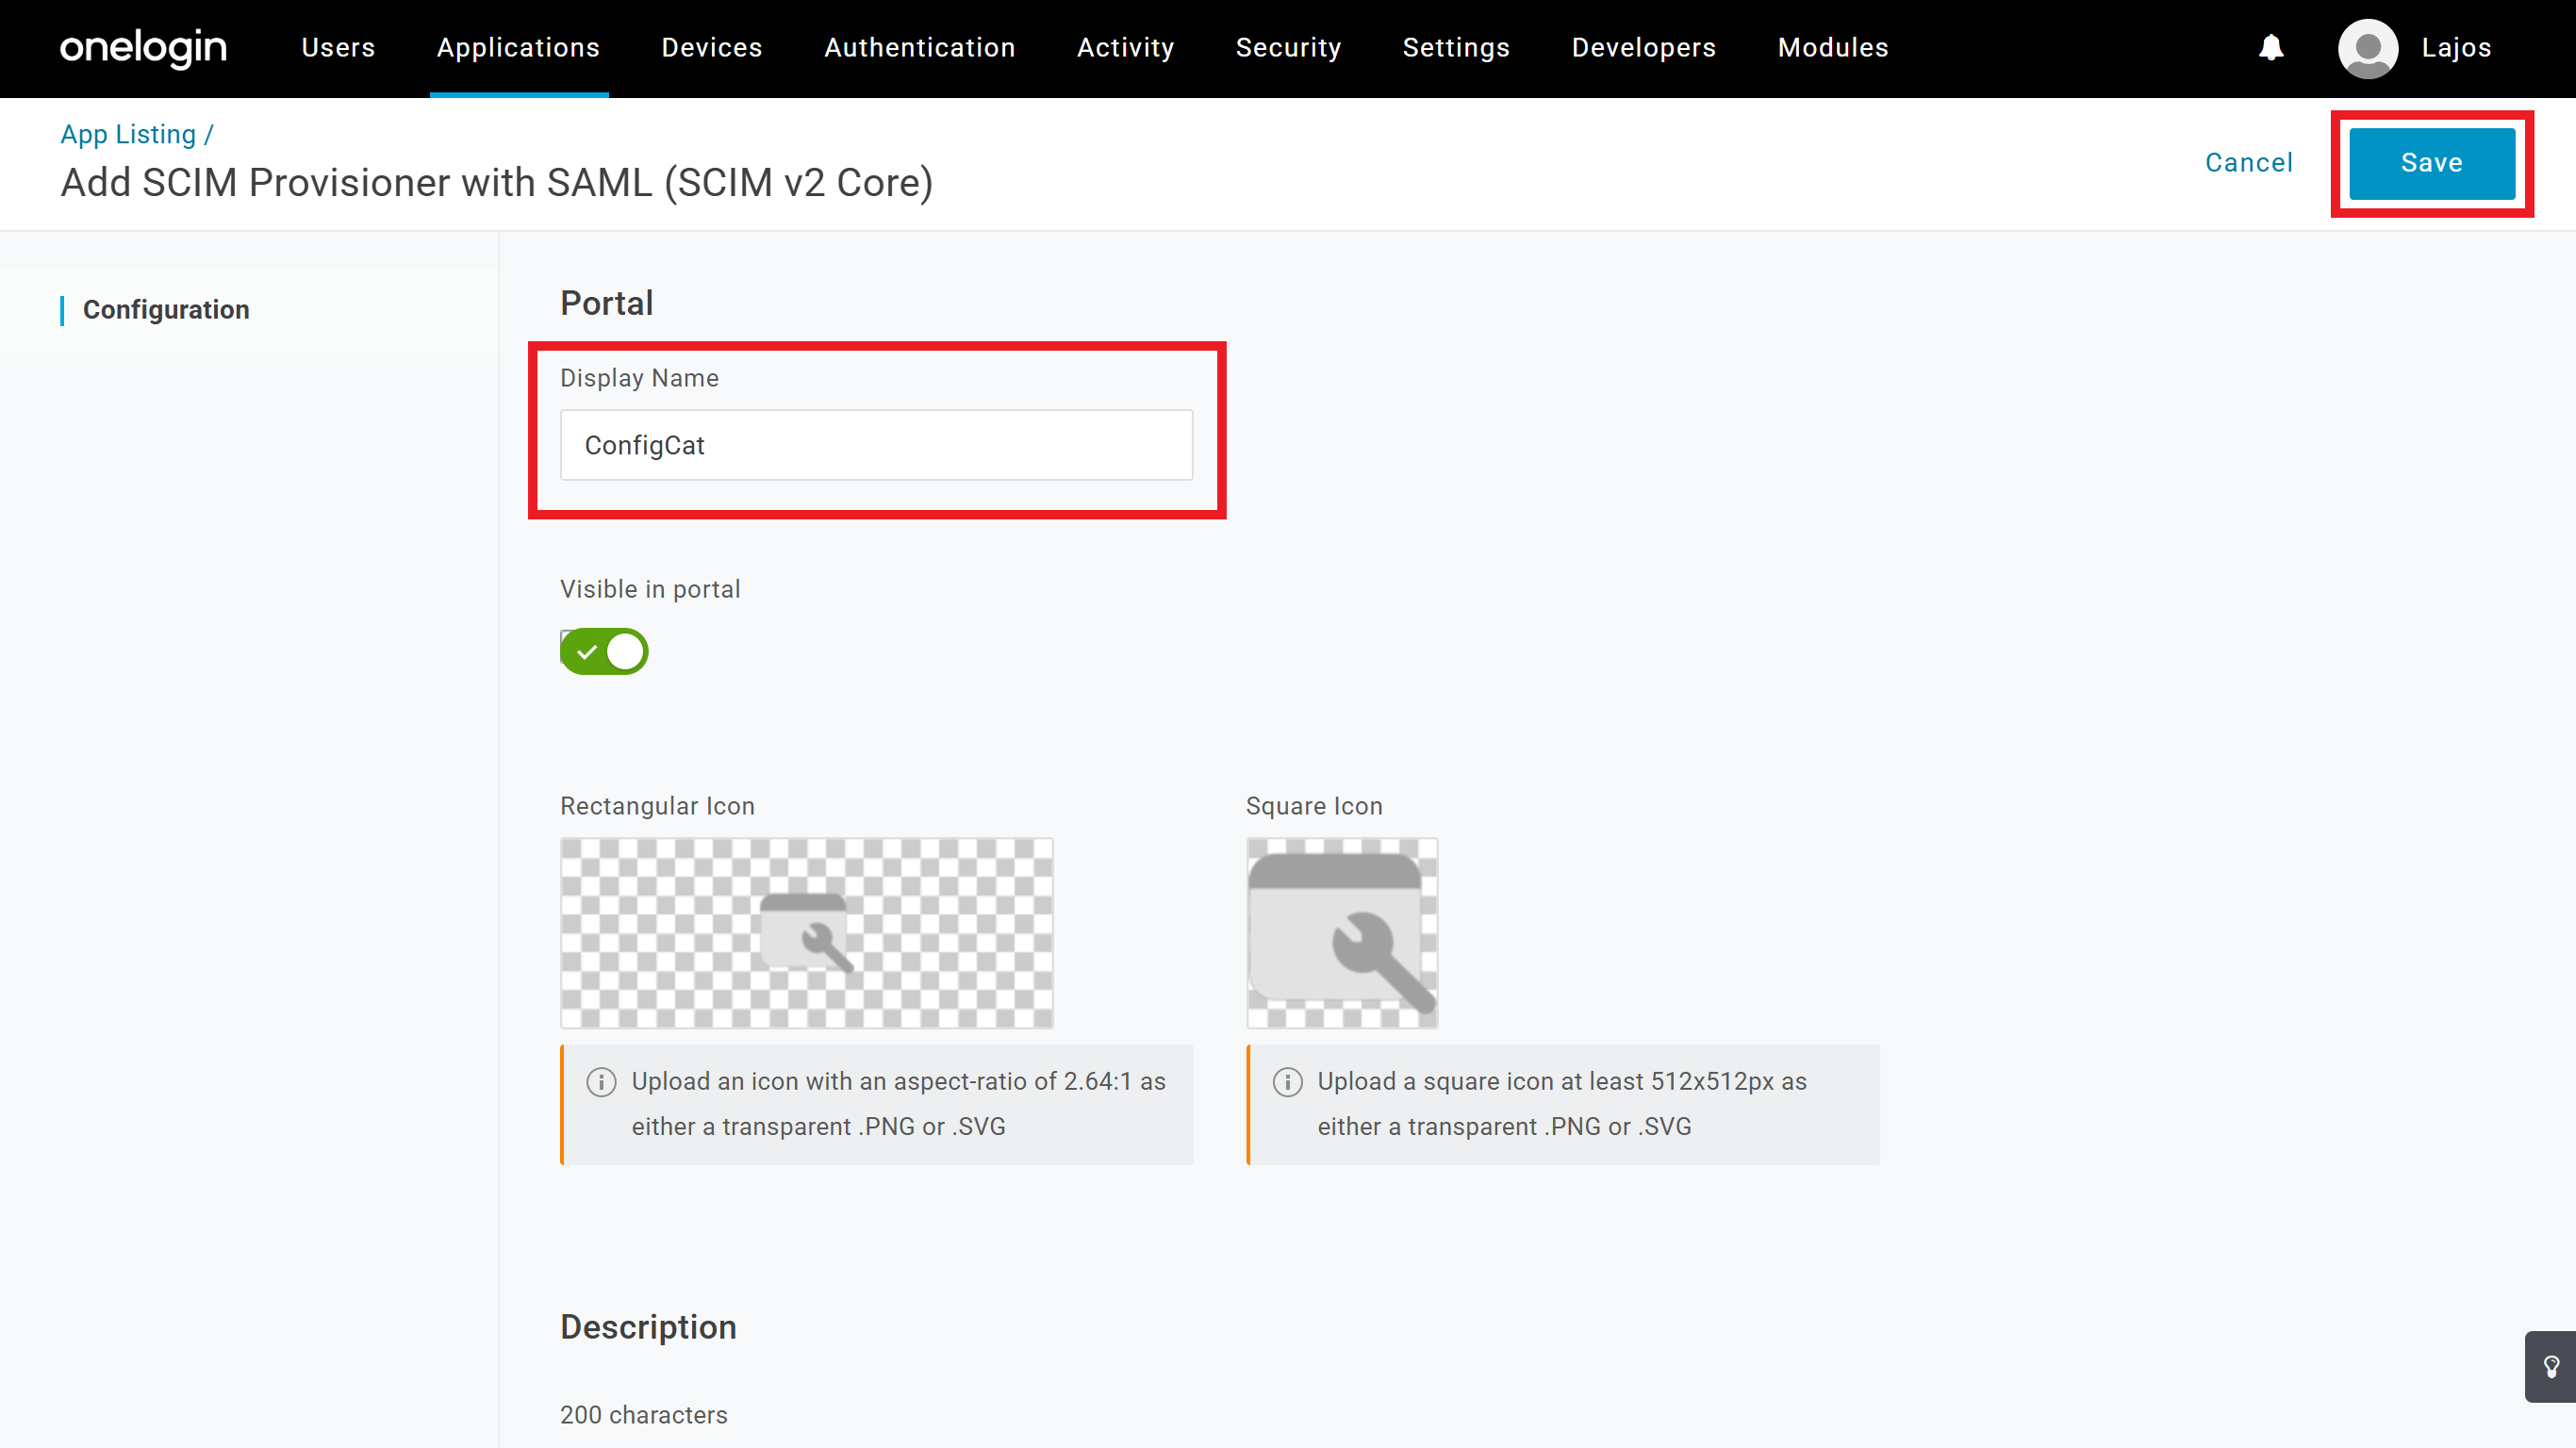 onelogin Users Applications Devices Authentication Activity Security Settings Developers Modules Lajos
App Listing /
Add SCIM Provisioner with SAML (SCIM v2 Core)
Cancel
Save
Configuration
Portal
Display Name
ConfigCat
Visible in portal
Rectangular Icon
Upload an icon with an aspect-ratio of 2.64:1 as
either a transparent .PNG or .SVG
Square Icon
Upload a square icon at least 512x512px as
either a transparent .PNG or .SVG
Description
200 characters